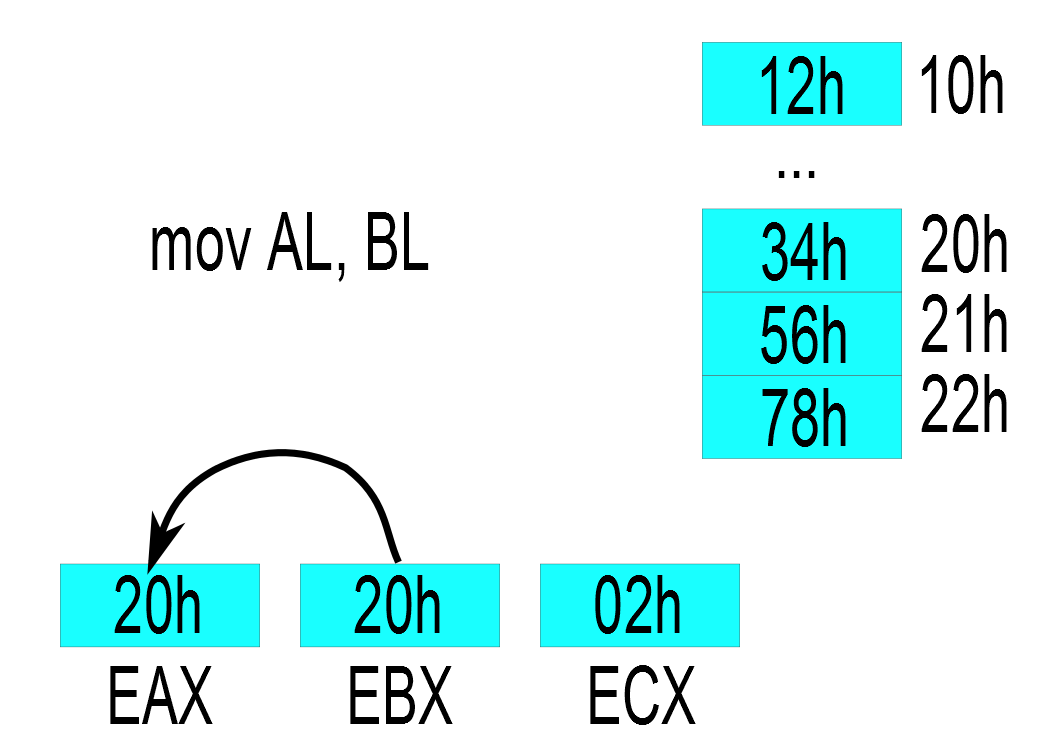 12h 10h
...
mov AL, BL
34h 20h
56h 21h
78h 22h
20h 20h 02h
EAX EBX ECX